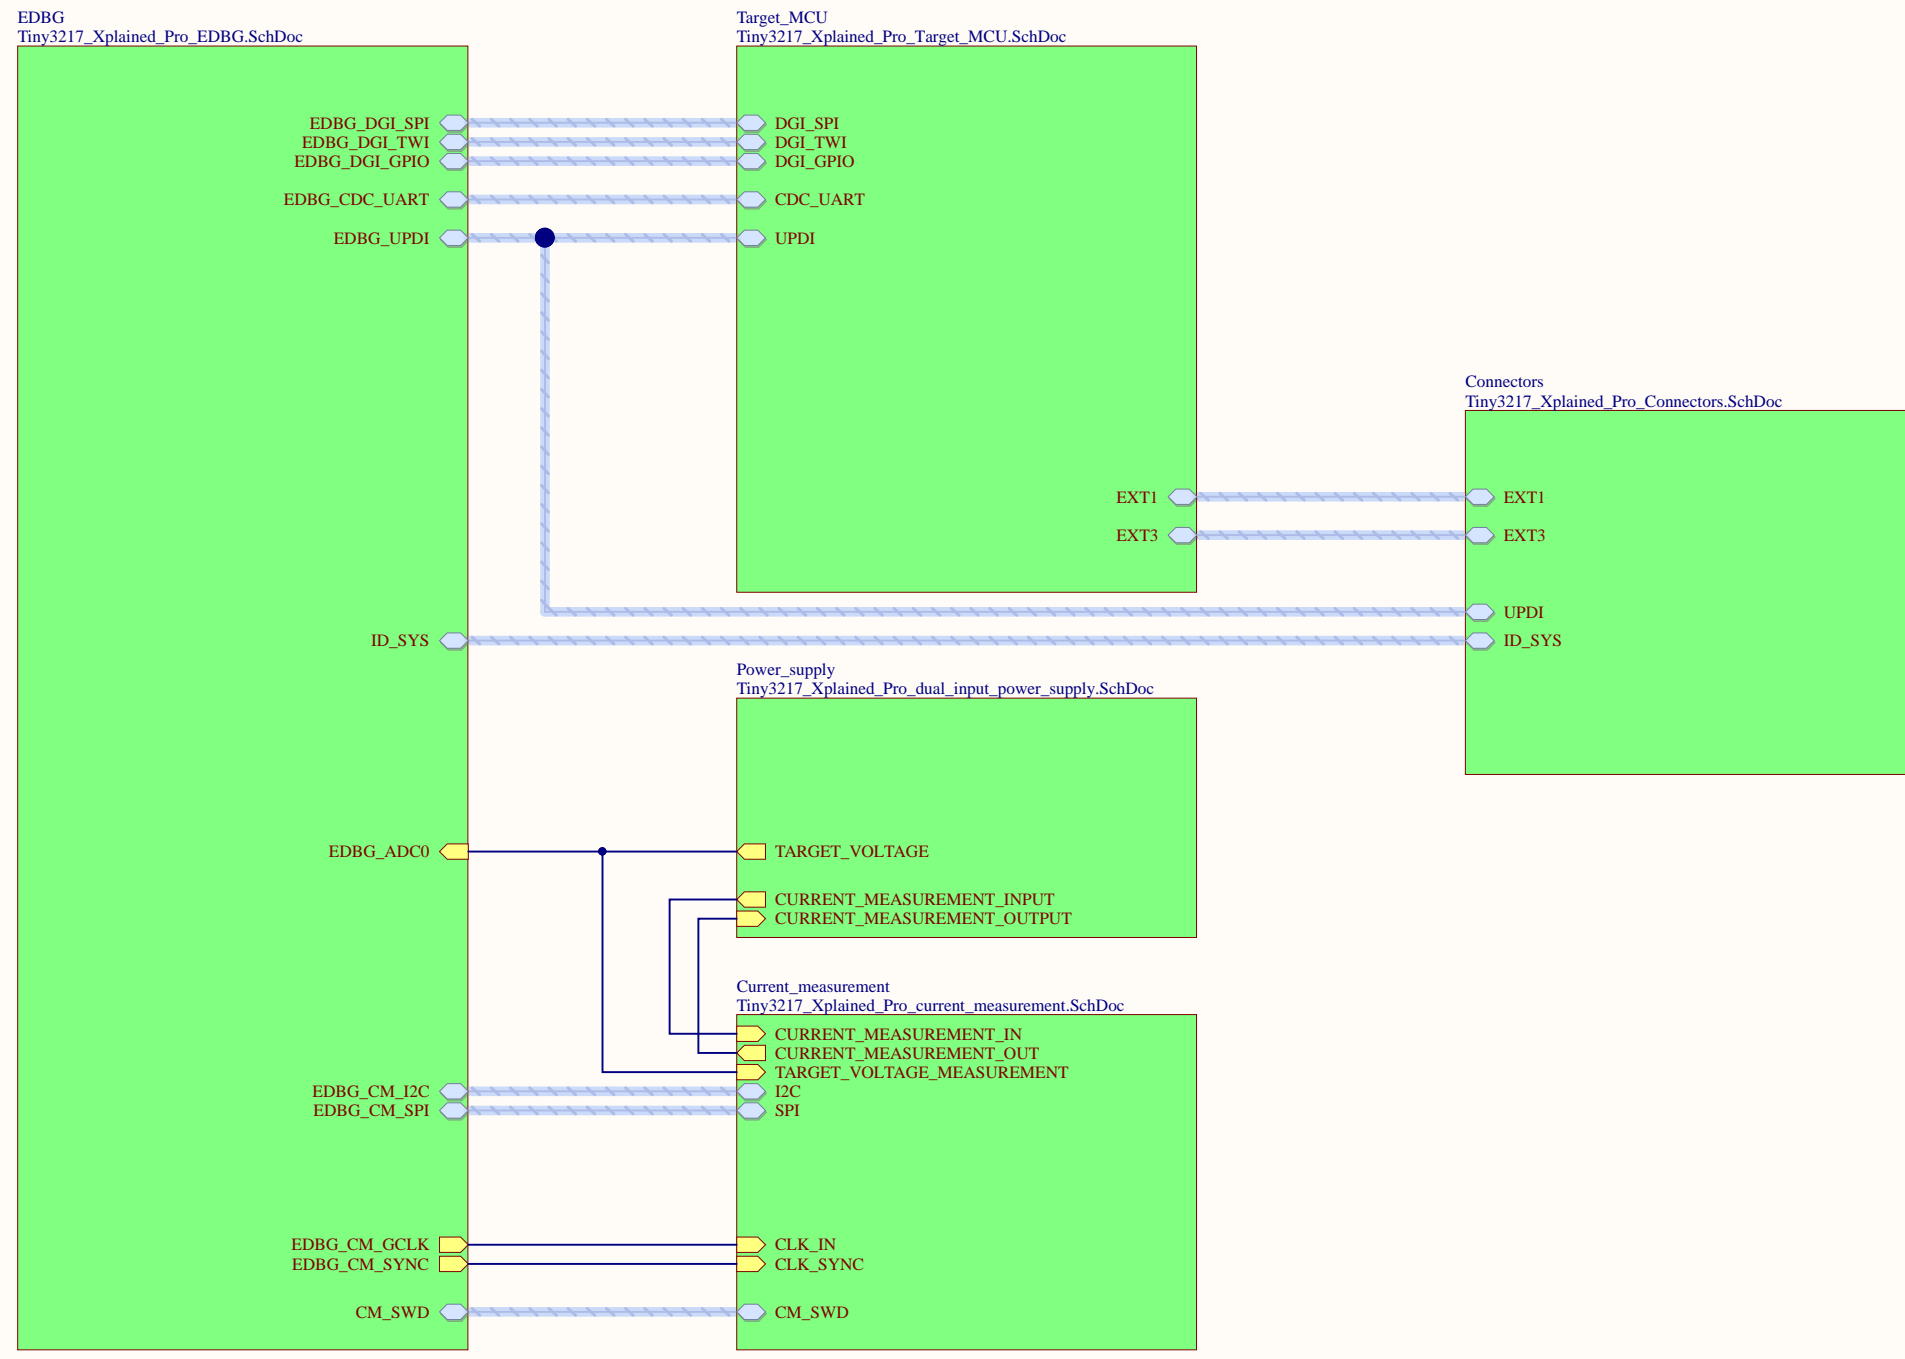 EDBG
Tiny3217_Xplained_Pro_EDBG.SchDoc
EDBG_DGI_SPI
EDBG_DGI_TWI
EDBG_DGI_GPIO
EDBG_CDC_UART
EDBG_UPDI
ID_SYS
EDBG_ADC0
EDBG_CM_I2C
EDBG_CM_SPI
EDBG_CM_GCLK
EDBG_CM_SYNC
CM_SWD
Target_MCU
Tiny3217_Xplained_Pro_Target_MCU.SchDoc
DGI_SPI
DGI_TWI
DGI_GPIO
CDC_UART
UPDI
EXT1
EXT3
Connectors
Tiny3217_Xplained_Pro_Connectors.SchDoc
EXT1
EXT3
UPDI
ID_SYS
Power_supply
Tiny3217_Xplained_Pro_dual_input_power_supply.SchDoc
TARGET_VOLTAGE
CURRENT_MEASUREMENT_INPUT
CURRENT_MEASUREMENT_OUTPUT
Current_measurement
Tiny3217_Xplained_Pro_current_measurement.SchDoc
CURRENT_MEASUREMENT_IN
CURRENT_MEASUREMENT_OUT
TARGET_VOLTAGE_MEASUREMENT
I2C
SPI
CLK_IN
CLK_SYNC
CM_SWD